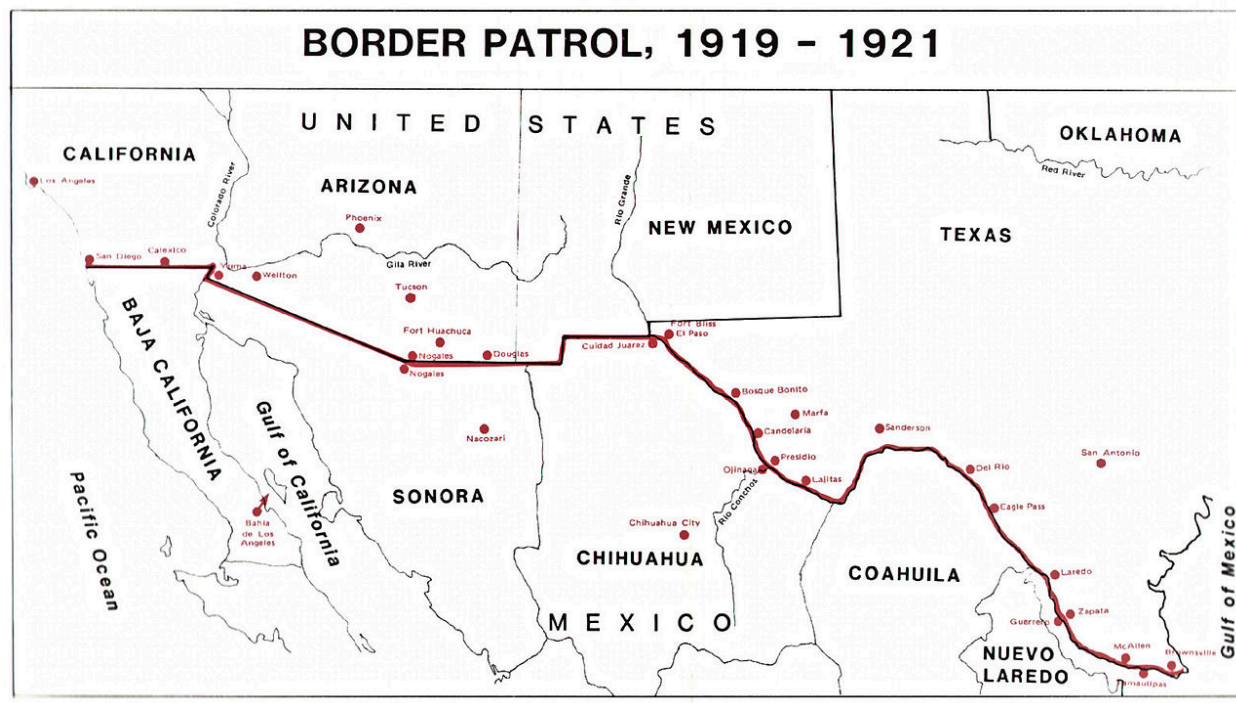 BORDER PATROL, 1919 - 1921
UNITED STATES
CALIFORNIA
ARIZONA
NEW MEXICO
TEXAS
OKLAHOMA
Red River
Colorado River
Rio Grande
Gila River
Los Angeles
San Diego
Calexico
Yuma
Wellton
Phoenix
Tucson
Fort Huachuca
Nogales
Nogales
Douglas
Nacozari
Fort Bliss
El Paso
Cuidad Juarez
Bosque Bonito
Marfa
Candelaria
Presidio
Ojinaga
Lajitas
Rio Conchos
Sanderson
Del Rio
San Antonio
Eagle Pass
Laredo
Zapata
Guerrero
McAllen
Brownsville
Tamaulipas
Chihuahua City
BAJA CALIFORNIA
Gulf of California
Pacific Ocean
Bahia
de Los
Angeles
SONORA
CHIHUAHUA
COAHUILA
MEXICO
NUEVO
LAREDO
Gulf of Mexico